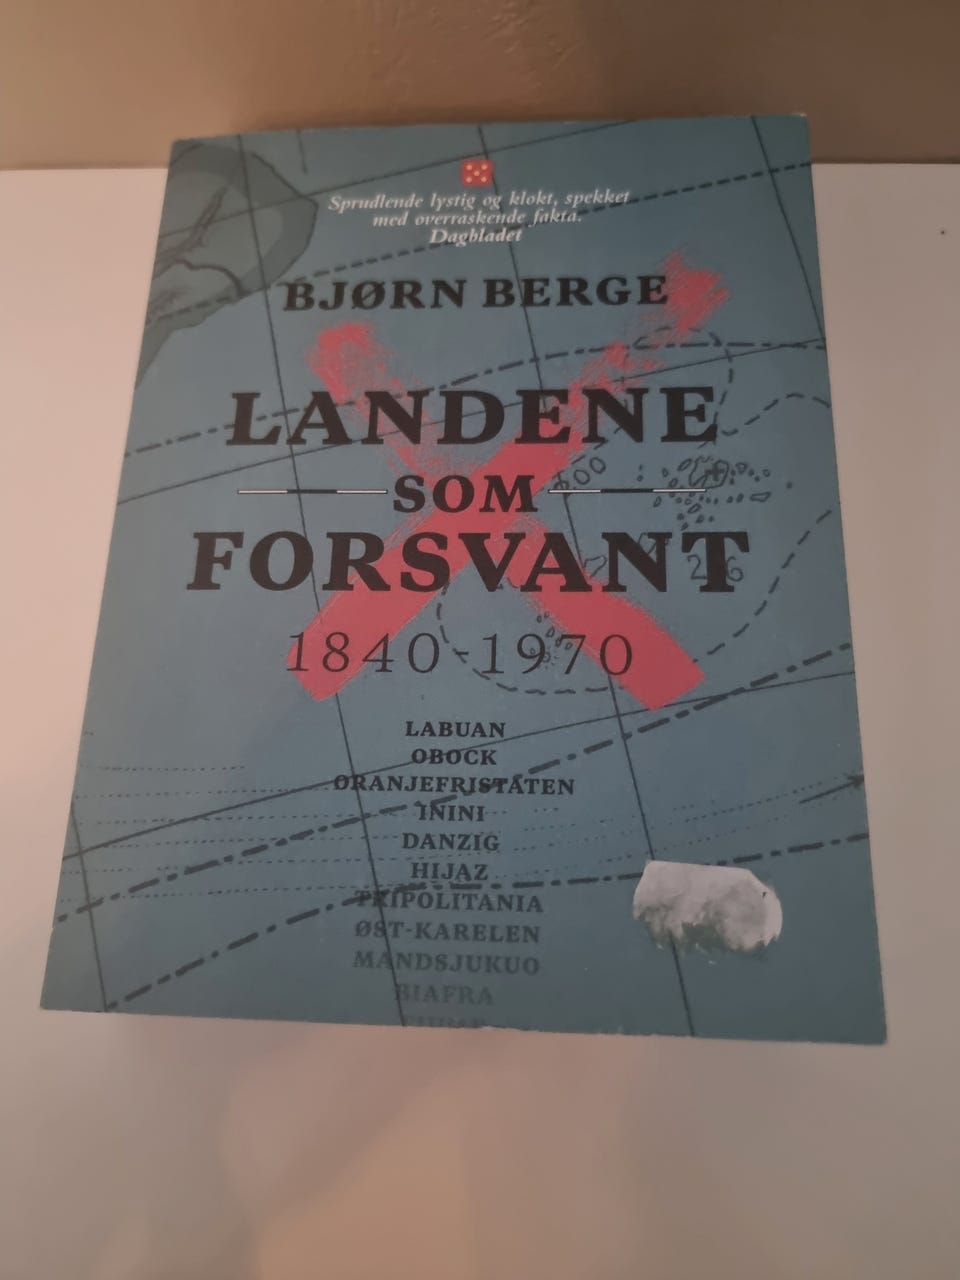 Sprudlende lystig og klokt, spekket
med overraskende fakta.
Dagbladet
BJØRN BERGE
LANDENE
SOM
FORSVANT
1840-1970
LABUAN
OBOCK
ORANJEFRISTATEN
ININI
DANZIG
HIJAZ
TRIPOLITANIA
ØST-KARELEN
MANDSJUKUO
BIAFRA